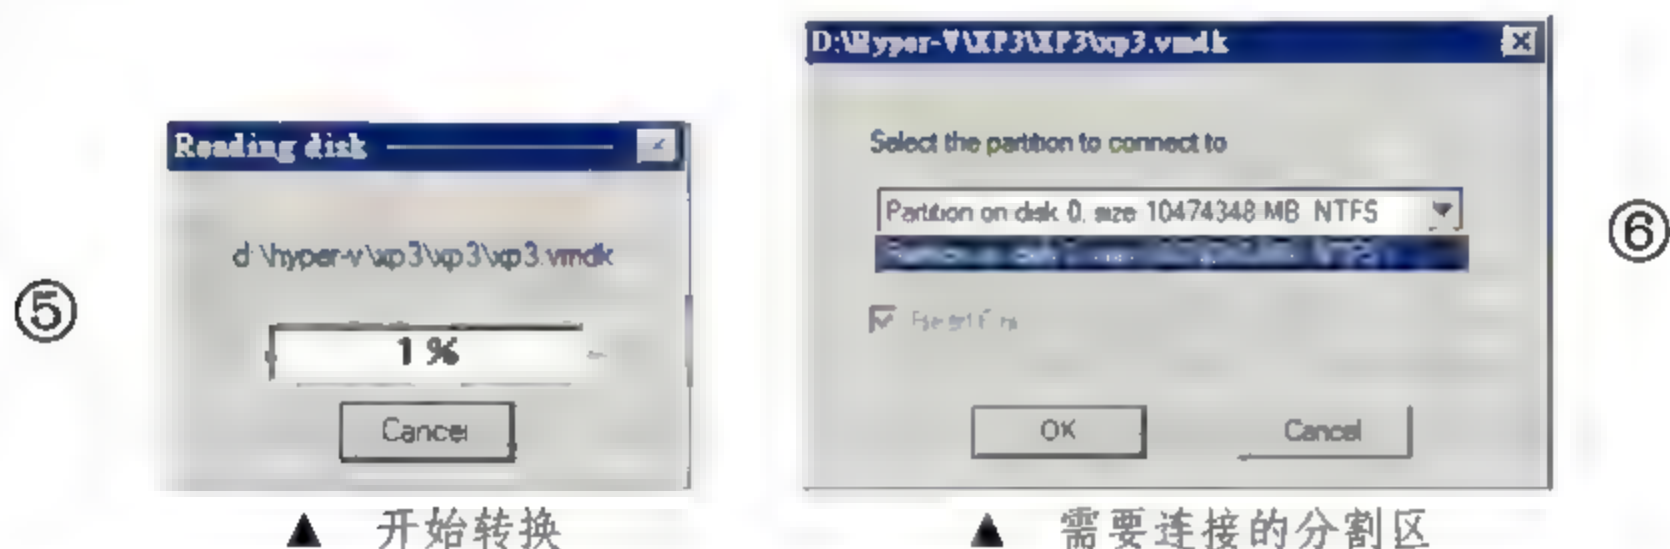 ⑤
Reading disk
d:\hyper-v\xp3\xp3\xp3.vmdk
1 %
Cancel
▲ 开始转换
D:\Hyper-V\XP3\XP3\xp3.vmdk
Select the partition to connect to
Partition on disk 0, size 10474348 MB NTFS
OK
Cancel
⑥
▲ 需要连接的分割区